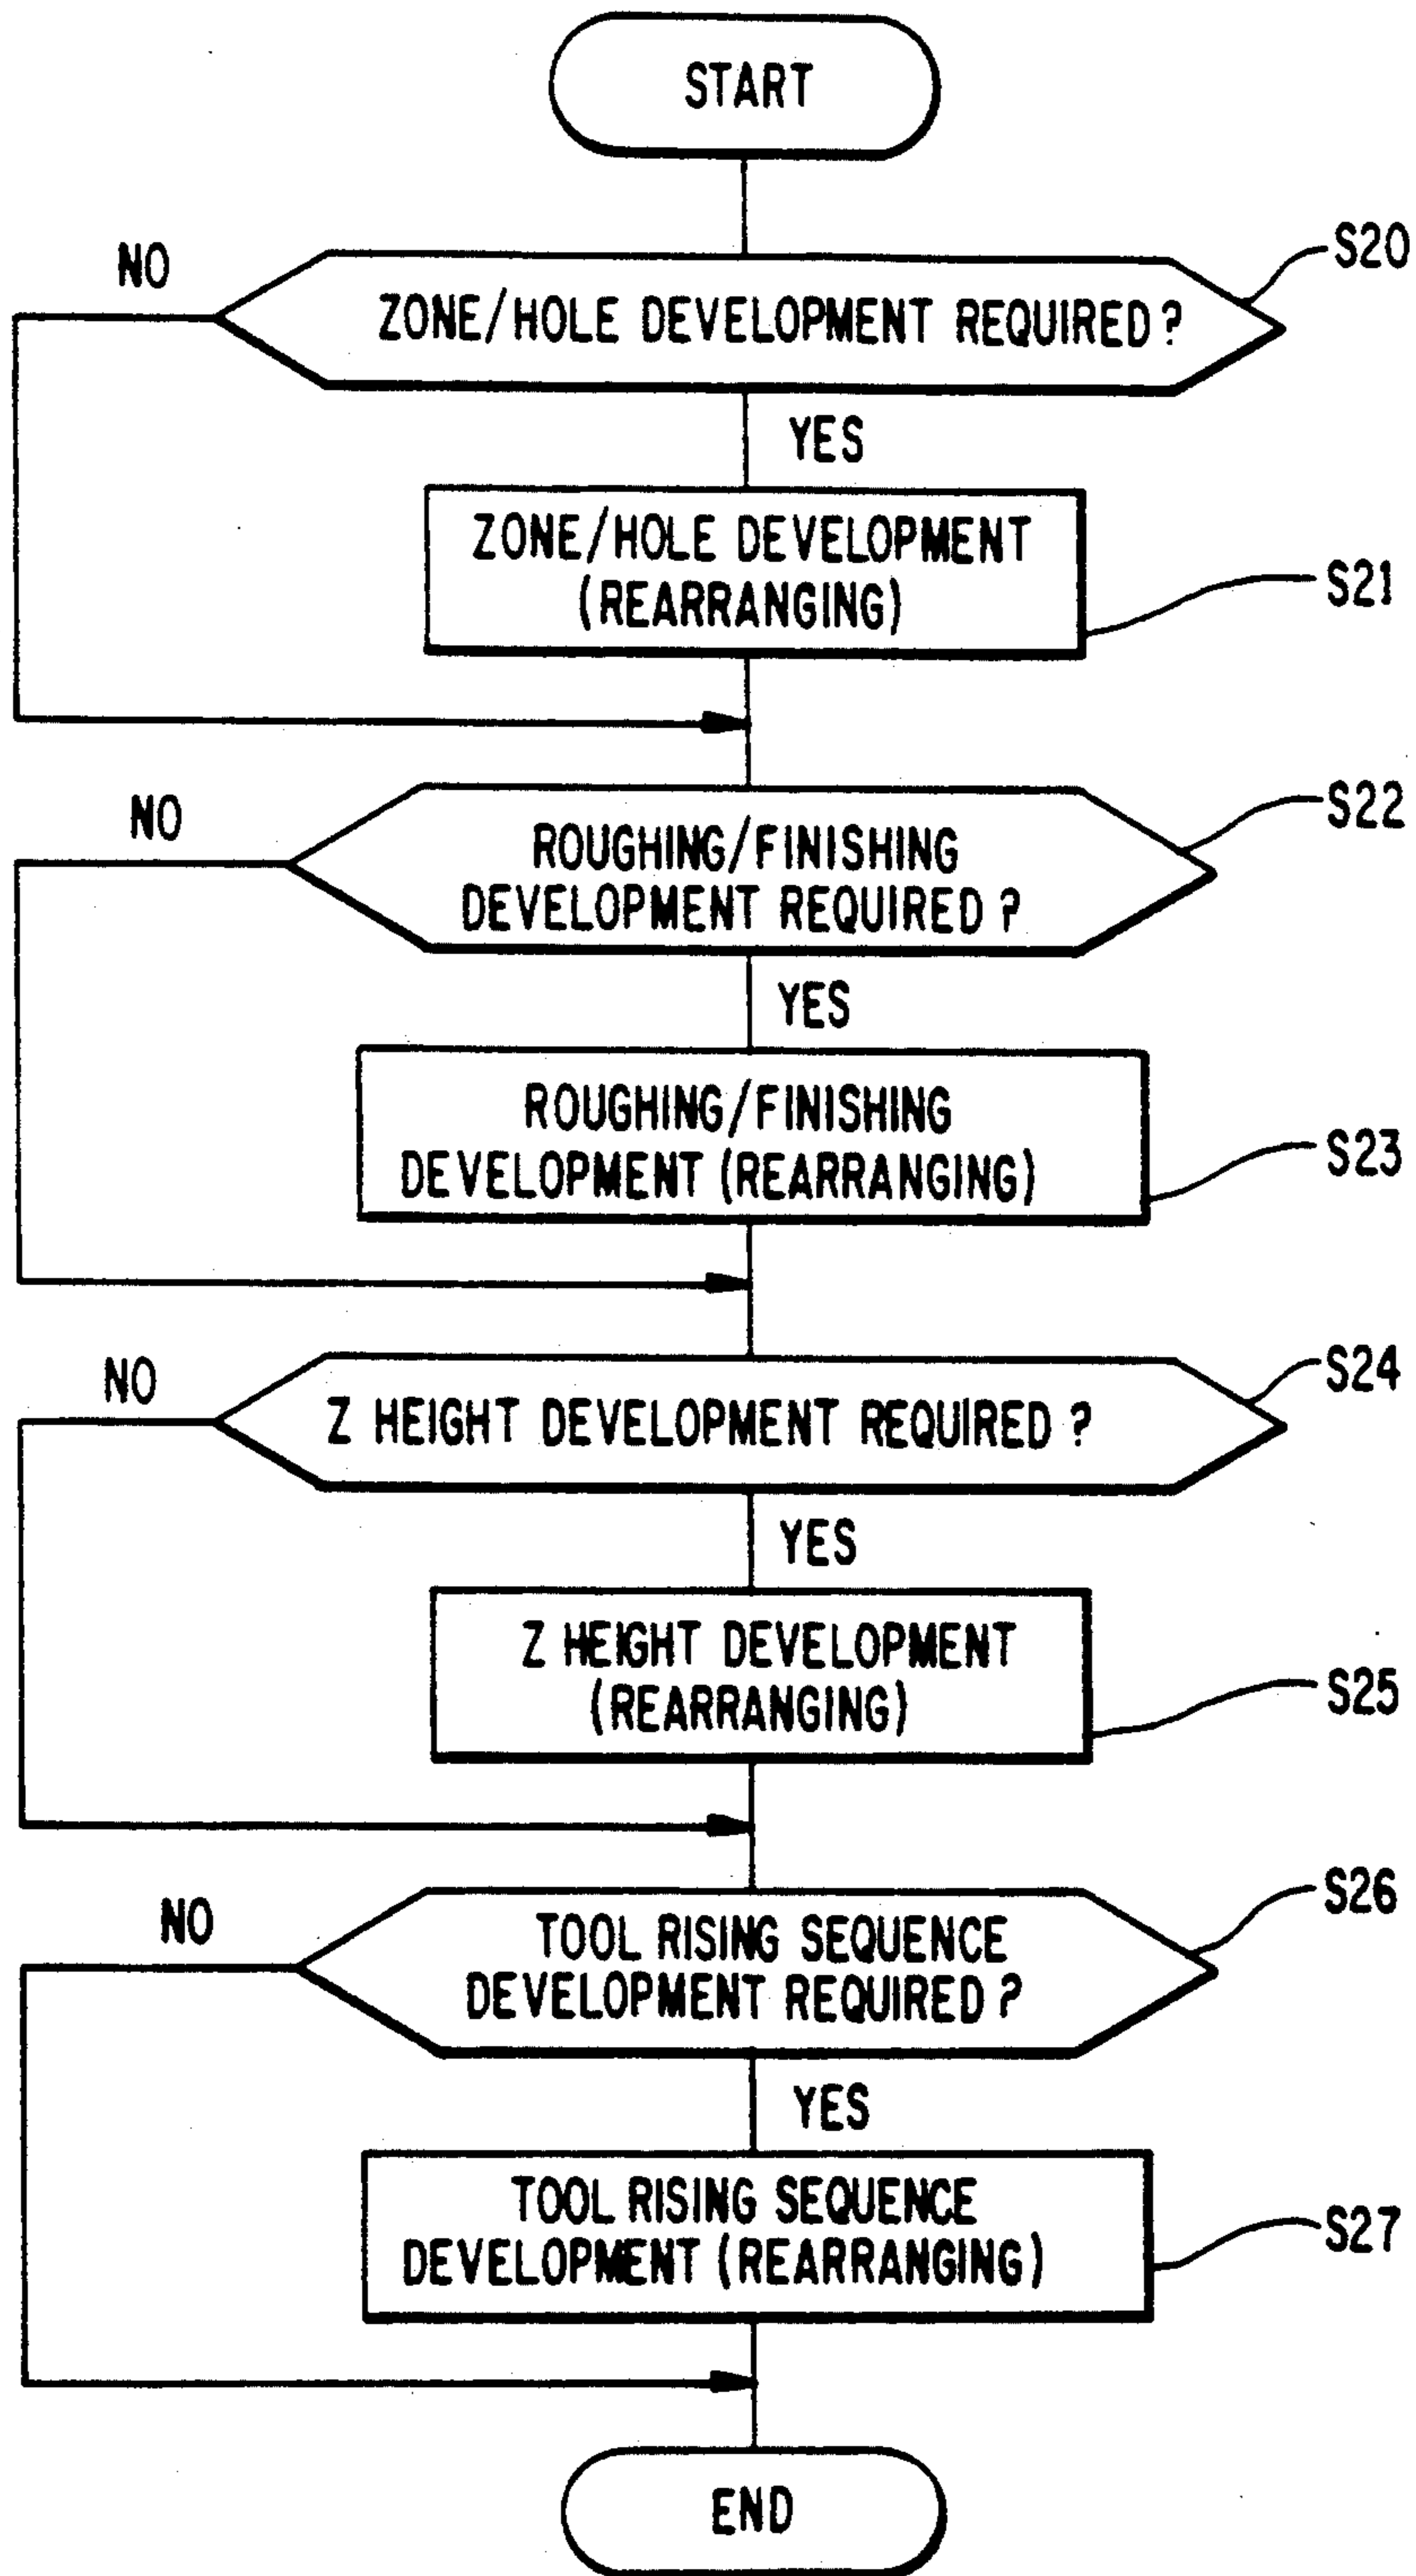 START
NO
S20
ZONE/HOLE DEVELOPMENT REQUIRED ?
YES
ZONE/HOLE DEVELOPMENT
(REARRANGING)
S21
NO
S22
ROUGHING/FINISHING
DEVELOPMENT REQUIRED ?
YES
ROUGHING/FINISHING
DEVELOPMENT (REARRANGING)
S23
NO
S24
Z HEIGHT DEVELOPMENT REQUIRED ?
YES
Z HEIGHT DEVELOPMENT
(REARRANGING)
S25
NO
S26
TOOL RISING SEQUENCE
DEVELOPMENT REQUIRED ?
YES
TOOL RISING SEQUENCE
DEVELOPMENT (REARRANGING)
S27
END